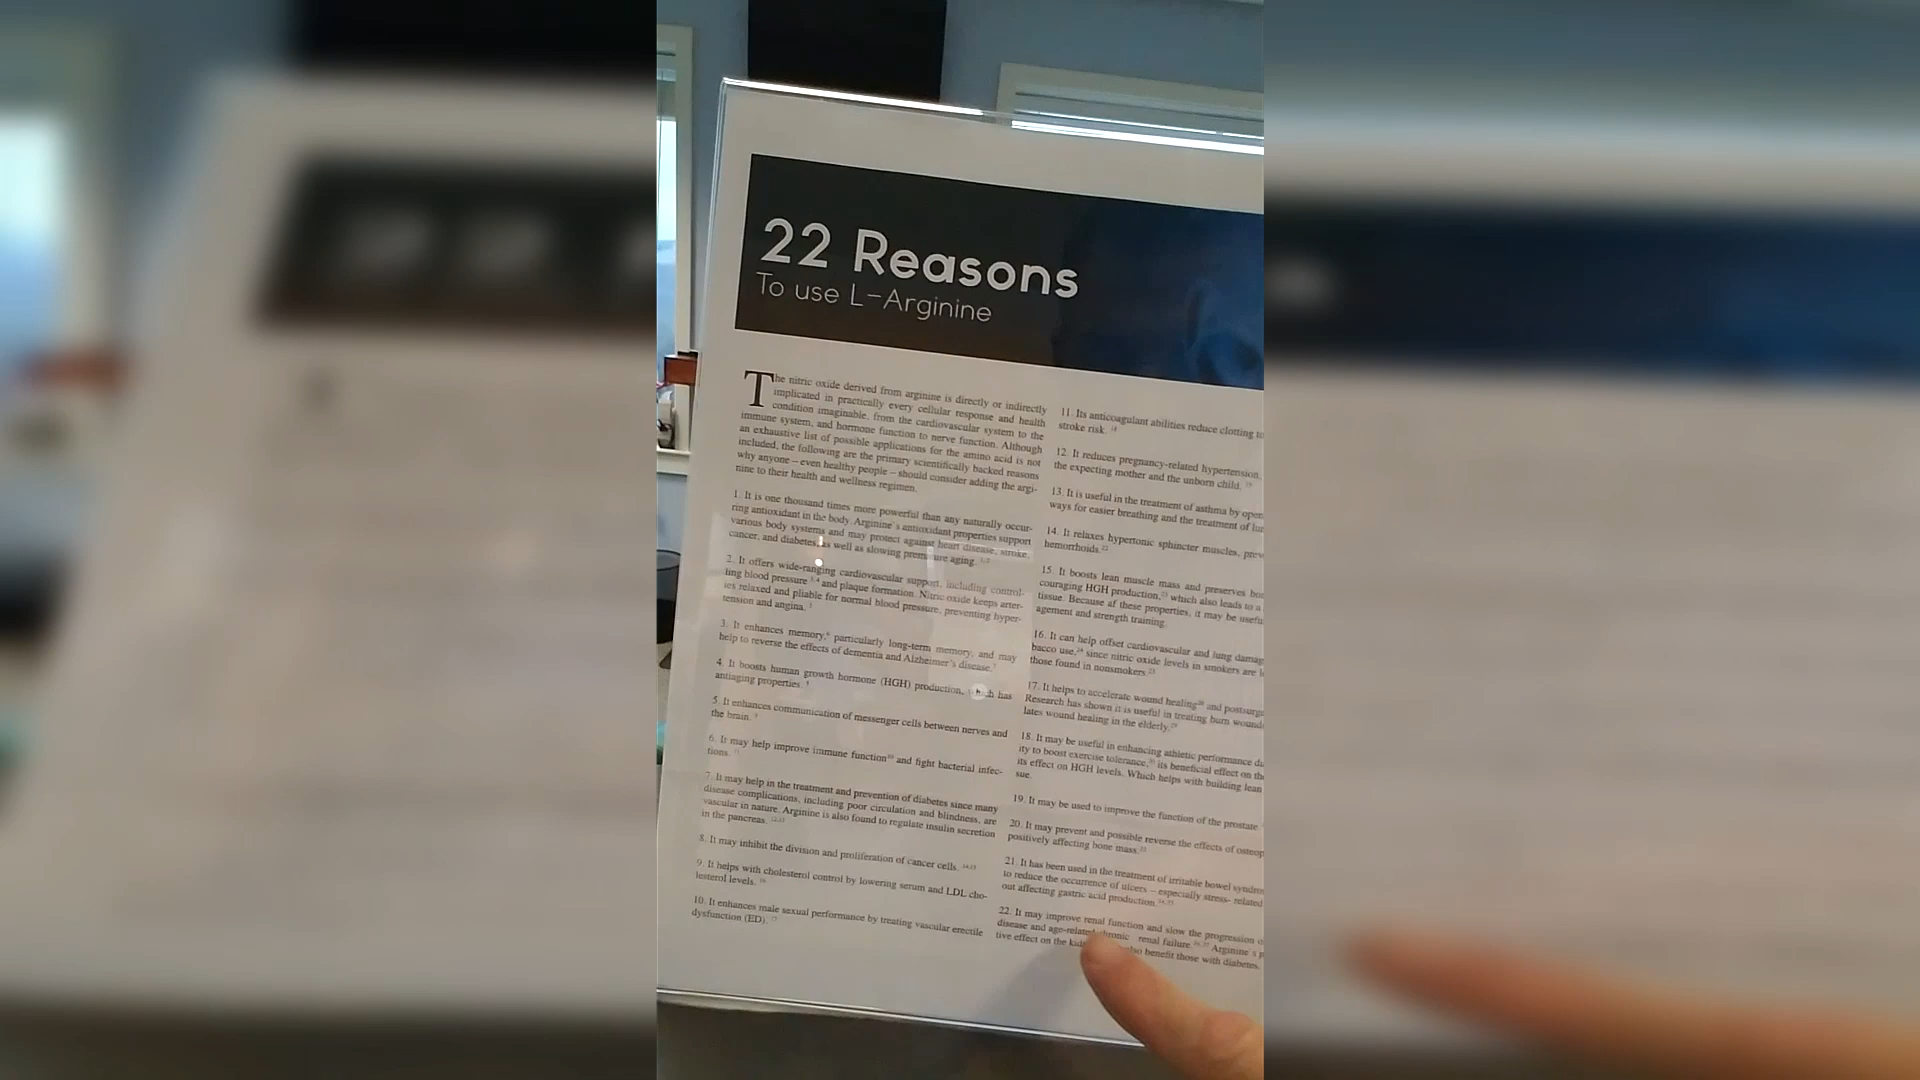 22 Reasons
To use L-Arginine
The nitric oxide derived from arginine is directly or indirectly
implicated in practically every cellular response and health
condition imaginable, from the cardiovascular system to the
immune system, and hormone function to nerve function. Although
an exhaustive list of possible applications for the amino acid is not
included, the following are the primary scientifically backed reasons
why anyone – even healthy people – should consider adding the argi-
nine to their health and wellness regimen.
1. It is one thousand times more powerful than any naturally occur-
ring antioxidant in the body. Arginine's antioxidant properties support
various body systems and may protect against heart disease, stroke,
cancer, and diabetes, as well as slowing premature aging.
2. It offers wide-ranging cardiovascular support, including control-
ling blood pressure and plaque formation. Nitric oxide keeps arter-
ies relaxed and pliable for normal blood pressure, preventing hyper-
tension and angina.
3. It enhances memory, particularly long-term memory, and may
help to reverse the effects of dementia and Alzheimer's disease.
4. It boosts human growth hormone (HGH) production, which has
antiaging properties.
5. It enhances communication of messenger cells between nerves and
the brain.
6. It may help improve immune function and fight bacterial infec-
tions.
7. It may help in the treatment and prevention of diabetes since many
disease complications, including poor circulation and blindness, are
vascular in nature. Arginine is also found to regulate insulin secretion
in the pancreas.
8. It may inhibit the division and proliferation of cancer cells.
9. It helps with cholesterol control by lowering serum and LDL cho-
lesterol levels.
10. It enhances male sexual performance by treating vascular erectile
dysfunction (ED).
11. Its anticoagulant abilities reduce clotting to
stroke risk.
12. It reduces pregnancy-related hypertension,
the expecting mother and the unborn child.
13. It is useful in the treatment of asthma by open
ways for easier breathing and the treatment of lun
14. It relaxes hypertonic sphincter muscles, prev
hemorrhoids.
15. It boosts lean muscle mass and preserves bon
couraging HGH production, which also leads to a
tissue. Because af these properties, it may be usefu
agement and strength training.
16. It can help offset cardiovascular and lung damag
bacco use, since nitric oxide levels in smokers are l
those found in nonsmokers.
17. It helps to accelerate wound healing and postsurg
Research has shown it is useful in treating burn wound
lates wound healing in the elderly.
18. It may be useful in enhancing athletic performance du
ity to boost exercise tolerance, its beneficial effect on the
its effect on HGH levels. Which helps with building lean
sue.
19. It may be used to improve the function of the prostate
20. It may prevent and possible reverse the effects of osteop
positively affecting bone mass.
21. It has been used in the treatment of irritable bowel syndro
to reduce the occurrence of ulcers – especially stress- related
out affecting gastric acid production.
22. It may improve renal function and slow the progression o
disease and age-related chronic renal failure. Arginine's p
tive effect on the kid also benefit those with diabetes.